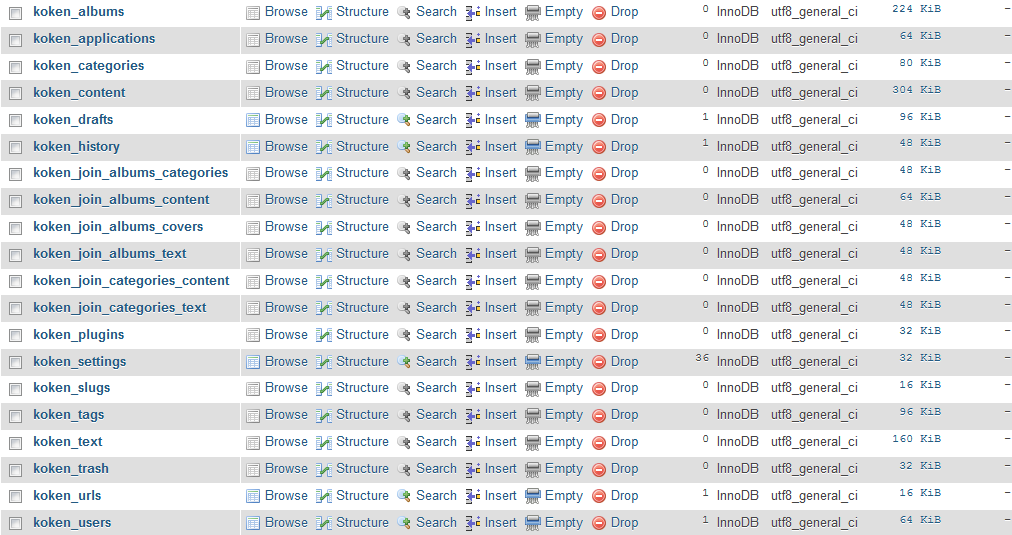 koken_albums Browse Structure Search Insert Empty Drop 0 InnoDB utf8_general_ci 224 KiB -
koken_applications Browse Structure Search Insert Empty Drop 0 InnoDB utf8_general_ci 64 KiB -
koken_categories Browse Structure Search Insert Empty Drop 0 InnoDB utf8_general_ci 80 KiB -
koken_content Browse Structure Search Insert Empty Drop 0 InnoDB utf8_general_ci 304 KiB -
koken_drafts Browse Structure Search Insert Empty Drop 1 InnoDB utf8_general_ci 96 KiB -
koken_history Browse Structure Search Insert Empty Drop 1 InnoDB utf8_general_ci 48 KiB -
koken_join_albums_categories Browse Structure Search Insert Empty Drop 0 InnoDB utf8_general_ci 48 KiB -
koken_join_albums_content Browse Structure Search Insert Empty Drop 0 InnoDB utf8_general_ci 64 KiB -
koken_join_albums_covers Browse Structure Search Insert Empty Drop 0 InnoDB utf8_general_ci 48 KiB -
koken_join_albums_text Browse Structure Search Insert Empty Drop 0 InnoDB utf8_general_ci 48 KiB -
koken_join_categories_content Browse Structure Search Insert Empty Drop 0 InnoDB utf8_general_ci 48 KiB -
koken_join_categories_text Browse Structure Search Insert Empty Drop 0 InnoDB utf8_general_ci 48 KiB -
koken_plugins Browse Structure Search Insert Empty Drop 0 InnoDB utf8_general_ci 32 KiB -
koken_settings Browse Structure Search Insert Empty Drop 36 InnoDB utf8_general_ci 32 KiB -
koken_slugs Browse Structure Search Insert Empty Drop 0 InnoDB utf8_general_ci 16 KiB -
koken_tags Browse Structure Search Insert Empty Drop 0 InnoDB utf8_general_ci 96 KiB -
koken_text Browse Structure Search Insert Empty Drop 0 InnoDB utf8_general_ci 160 KiB -
koken_trash Browse Structure Search Insert Empty Drop 0 InnoDB utf8_general_ci 32 KiB -
koken_urls Browse Structure Search Insert Empty Drop 1 InnoDB utf8_general_ci 16 KiB -
koken_users Browse Structure Search Insert Empty Drop 1 InnoDB utf8_general_ci 64 KiB -